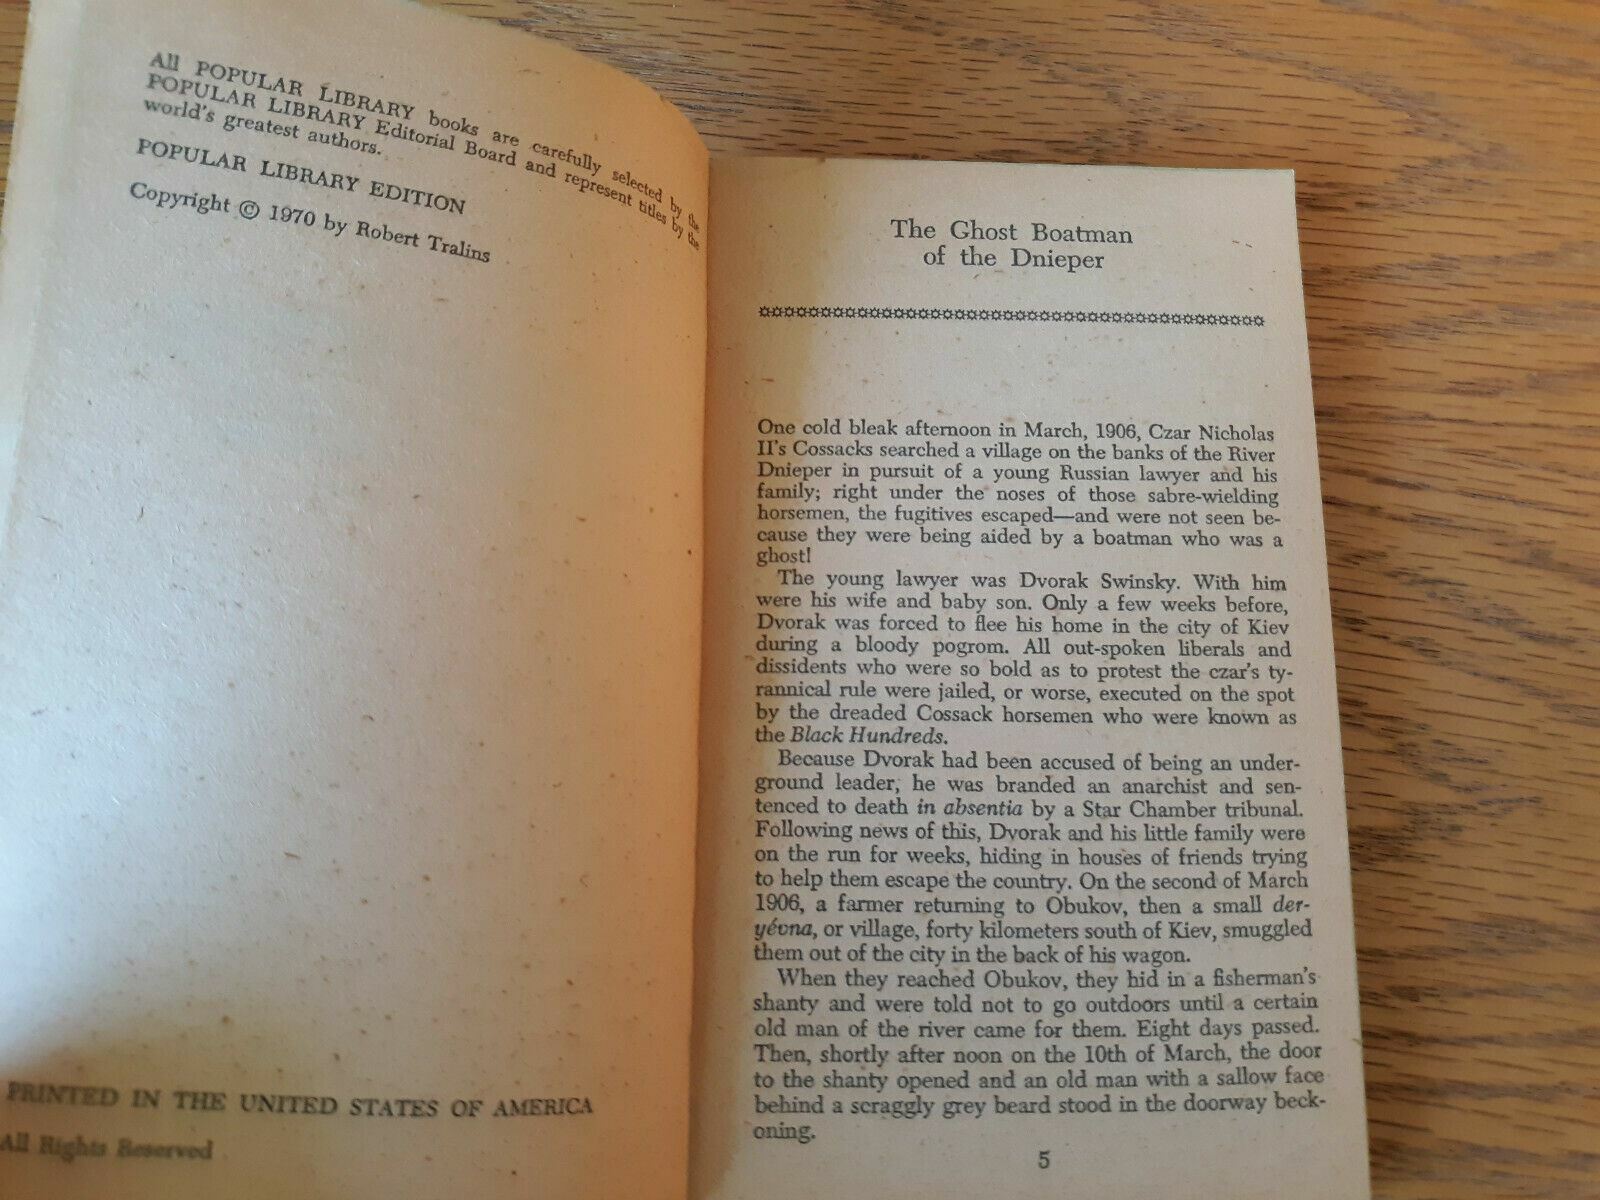 All POPULAR LIBRARY books are carefully selected by the
POPULAR LIBRARY Editorial Board and represent titles by the
world's greatest authors.
POPULAR LIBRARY EDITION
Copyright © 1970 by Robert Tralins
PRINTED IN THE UNITED STATES OF AMERICA
All Rights Reserved
The Ghost Boatman
of the Dnieper
One cold bleak afternoon in March, 1906, Czar Nicholas
II's Cossacks searched a village on the banks of the River
Dnieper in pursuit of a young Russian lawyer and his
family; right under the noses of those sabre-wielding
horsemen, the fugitives escaped—and were not seen be-
cause they were being aided by a boatman who was a
ghost!
The young lawyer was Dvorak Swinsky. With him
were his wife and baby son. Only a few weeks before,
Dvorak was forced to flee his home in the city of Kiev
during a bloody pogrom. All out-spoken liberals and
dissidents who were so bold as to protest the czar's ty-
rannical rule were jailed, or worse, executed on the spot
by the dreaded Cossack horsemen who were known as
the Black Hundreds.
Because Dvorak had been accused of being an under-
ground leader, he was branded an anarchist and sen-
tenced to death in absentia by a Star Chamber tribunal.
Following news of this, Dvorak and his little family were
on the run for weeks, hiding in houses of friends trying
to help them escape the country. On the second of March
1906, a farmer returning to Obukov, then a small der-
yévna, or village, forty kilometers south of Kiev, smuggled
them out of the city in the back of his wagon.
When they reached Obukov, they hid in a fisherman's
shanty and were told not to go outdoors until a certain
old man of the river came for them. Eight days passed.
Then, shortly after noon on the 10th of March, the door
to the shanty opened and an old man with a sallow face
behind a scraggly grey beard stood in the doorway beck-
oning.
5